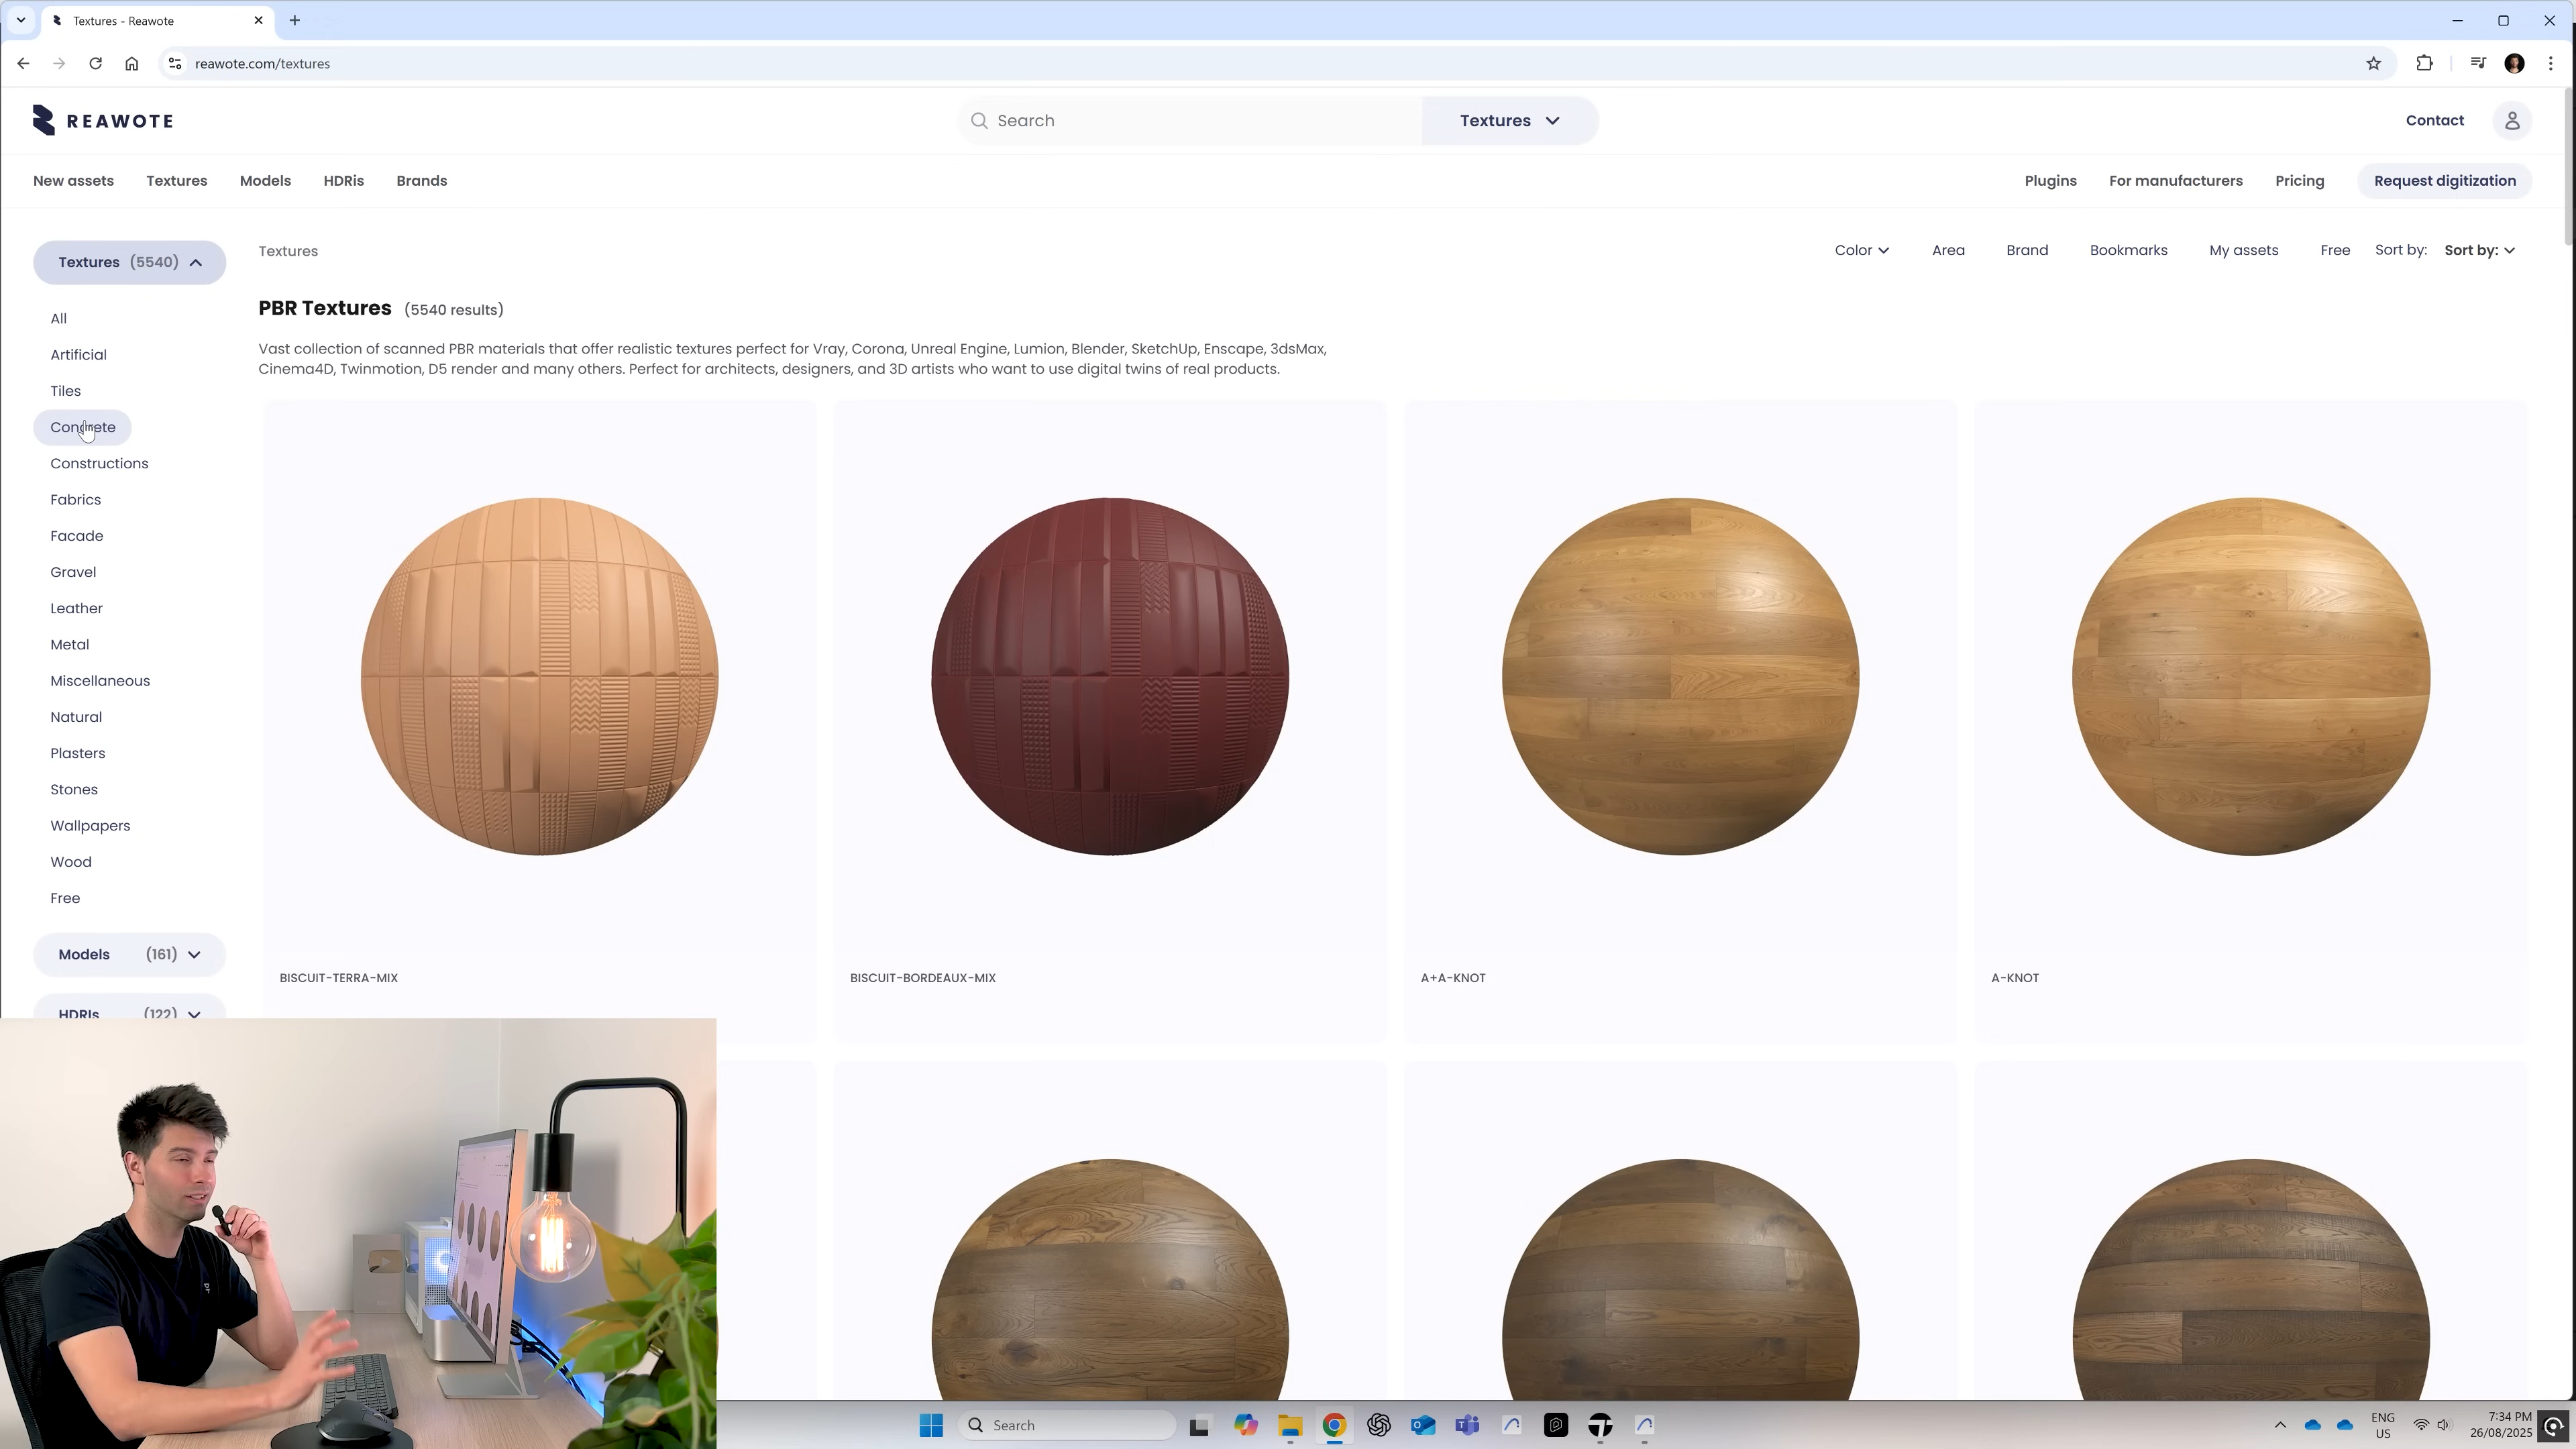 Textures - Reawote
reawote.com/textures
REAWOTE
Search
Textures
Contact
New assets Textures Models HDRis Brands
Plugins For manufacturers Pricing Request digitization
Textures (5540)
Textures
Color Area Brand Bookmarks My assets Free Sort by: Sort by:
All
Artificial
Tiles
Concrete
Constructions
Fabrics
Facade
Gravel
Leather
Metal
Miscellaneous
Natural
Plasters
Stones
Wallpapers
Wood
Free
Models (161)
HDRIs (122)
PBR Textures (5540 results)
Vast collection of scanned PBR materials that offer realistic textures perfect for Vray, Corona, Unreal Engine, Lumion, Blender, SketchUp, Enscape, 3dsMax,
Cinema4D, Twinmotion, D5 render and many others. Perfect for architects, designers, and 3D artists who want to use digital twins of real products.
BISCUIT-TERRA-MIX
BISCUIT-BORDEAUX-MIX
A+A-KNOT
A-KNOT
Search
ENG
US
7:34 PM
26/08/2025